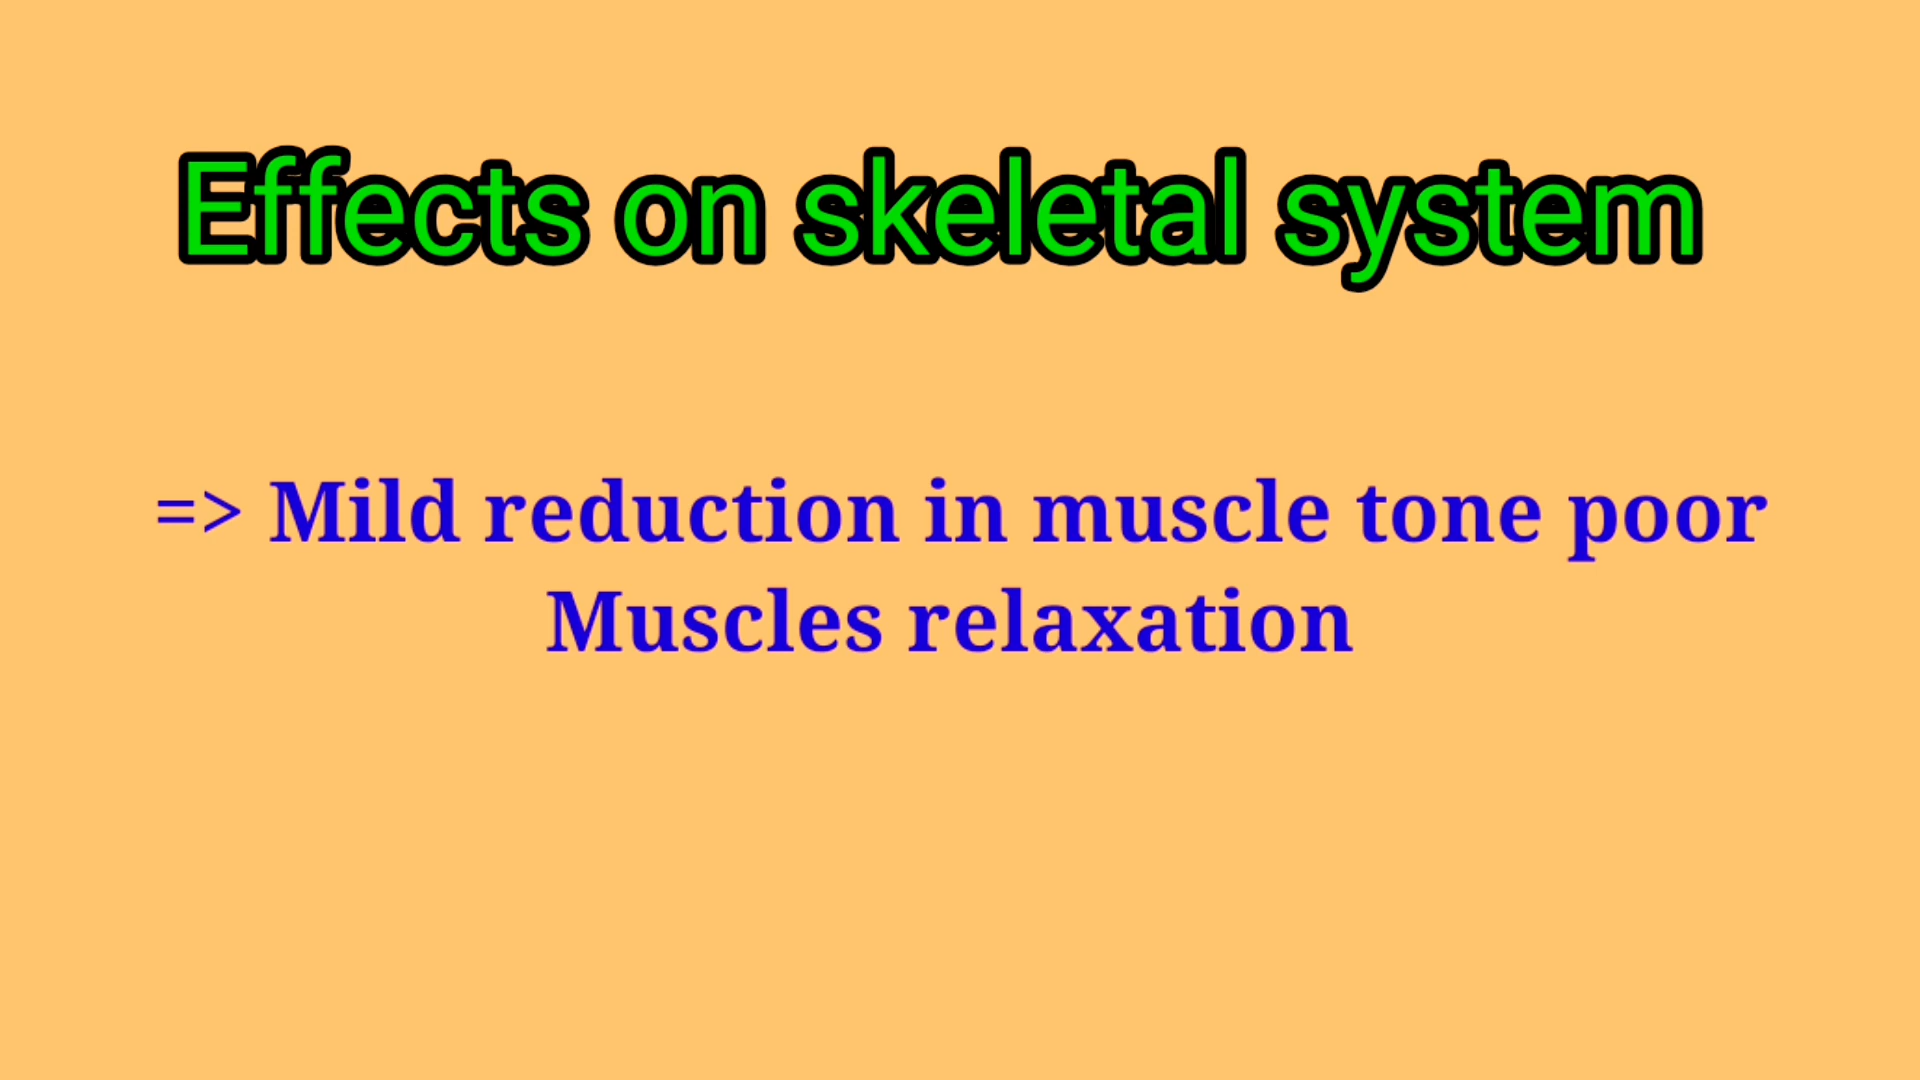 Effects on skeletal system
=> Mild reduction in muscle tone poor
Muscles relaxation